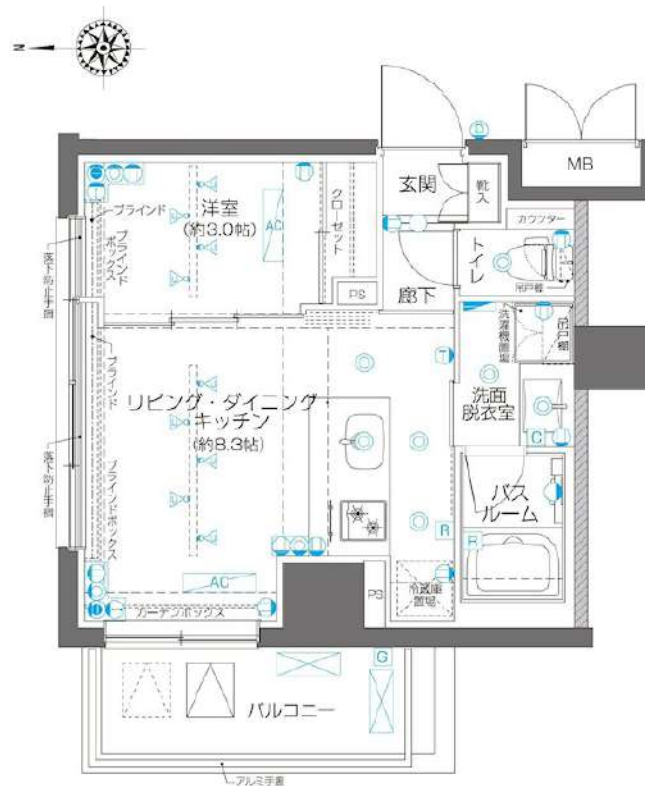 N
D
MB
玄関
靴入
洋室
(約3.0帖)
AC
クローゼット
ブラインド
ブラインド
ボックス
落下防止手摺
カウンター
トイレ
吊戸棚
PS
廊下
洗濯機置場
吊戸棚
T
洗面
脱衣室
C
ブラインド
リビング・ダイニング
キッチン
(約8.3帖)
落下防止手摺
ブラインドボックス
バス
ルーム
R
R
AC
PS
冷蔵庫
置場
カーテンボックス
G
バルコニー
アルミ手摺